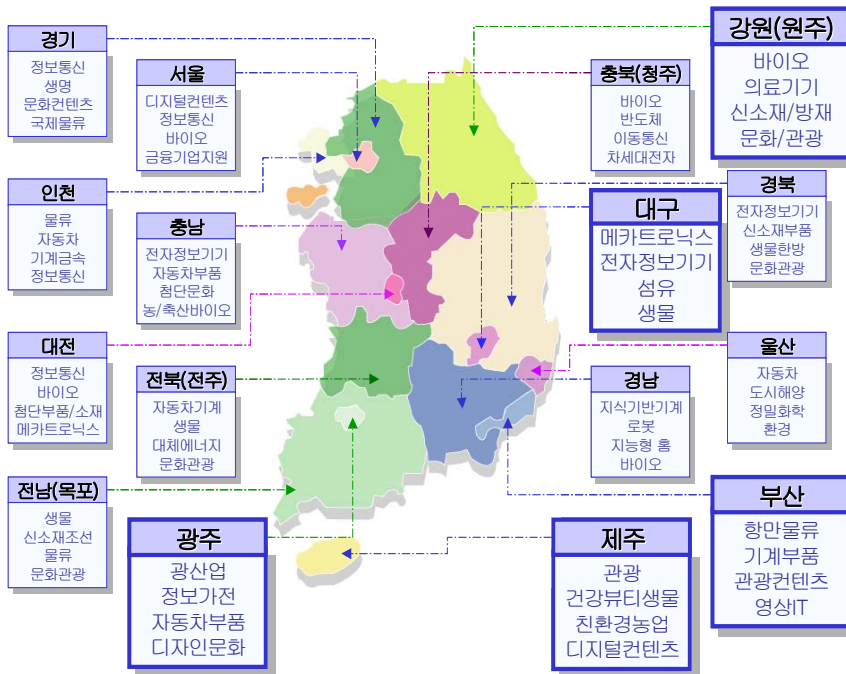 경기
정보통신
생명
문화컨텐츠
국제물류
서울
디지털컨텐츠
정보통신
바이오
금융기업지원
충북(청주)
바이오
반도체
이동통신
차세대전자
강원(원주)
바이오
의료기기
신소재/방재
문화/관광
인천
물류
자동차
기계금속
정보통신
충남
전자정보기기
자동차부품
첨단문화
농/축산바이오
대구
메카트로닉스
전자정보기기
섬유
생물
경북
전자정보기기
신소재부품
생물한방
문화관광
대전
정보통신
바이오
첨단부품/소재
메카트로닉스
전북(전주)
자동차기계
생물
대체에너지
문화관광
경남
지식기반기계
로봇
지능형 홈
바이오
울산
자동차
도시해양
정밀화학
환경
전남(목포)
생물
신소재조선
물류
문화관광
광주
광산업
정보가전
자동차부품
디자인문화
제주
관광
건강뷰티생물
친환경농업
디지털컨텐츠
부산
항만물류
기계부품
관광컨텐츠
영상IT